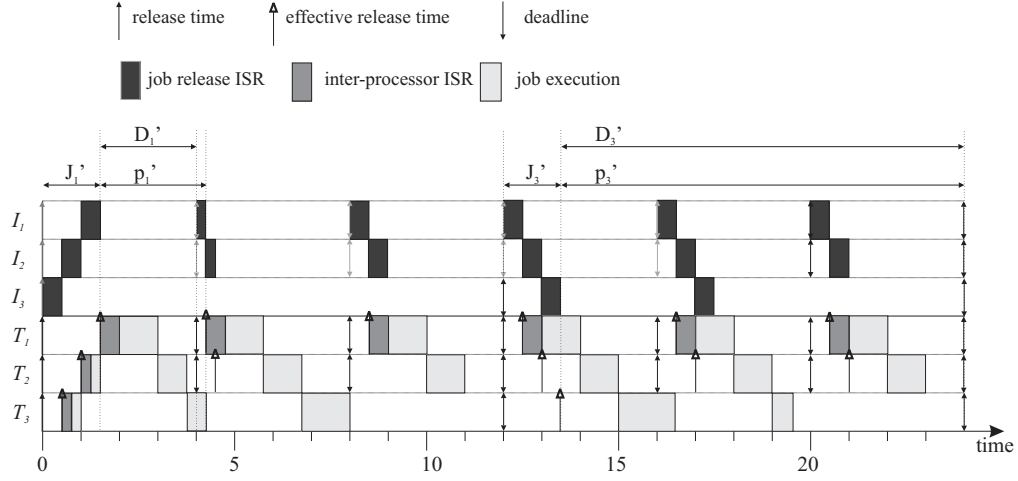 release time effective release time deadline
job release ISR inter-processor ISR job execution
D₁’ D₃’
J₁’ p₁’ J₃’ p₃’
I₁
I₂
I₃
T₁
T₂
T₃
0 5 10 15 20 time